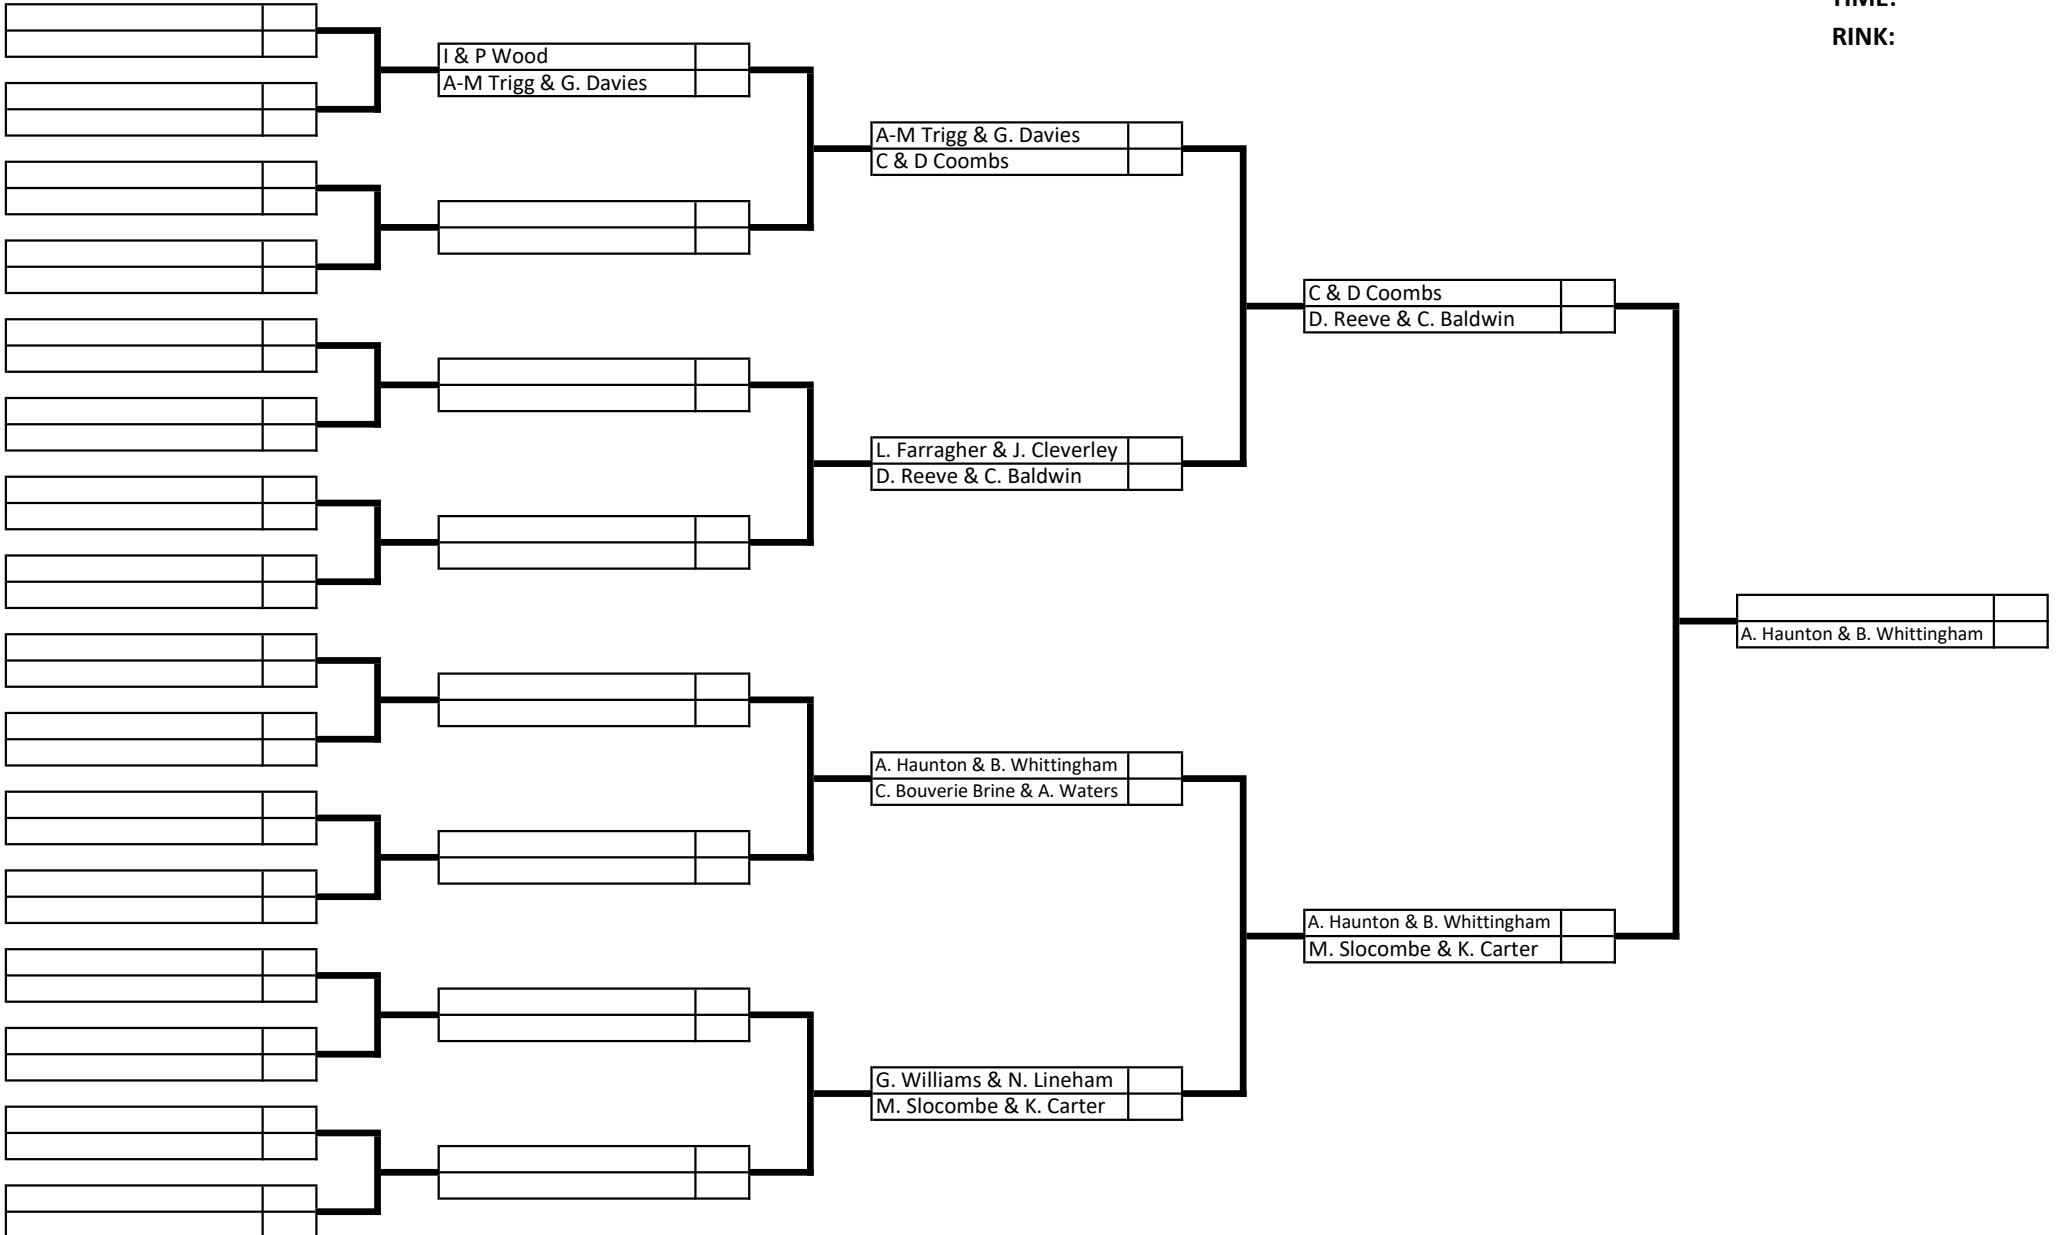 TIME:
RINK:
I & P Wood
A-M Trigg & G. Davies
A-M Trigg & G. Davies
C & D Coombs
C & D Coombs
D. Reeve & C. Baldwin
L. Farragher & J. Cleverley
D. Reeve & C. Baldwin
A. Haunton & B. Whittingham
A. Haunton & B. Whittingham
C. Bouverie Brine & A. Waters
A. Haunton & B. Whittingham
M. Slocombe & K. Carter
G. Williams & N. Lineham
M. Slocombe & K. Carter